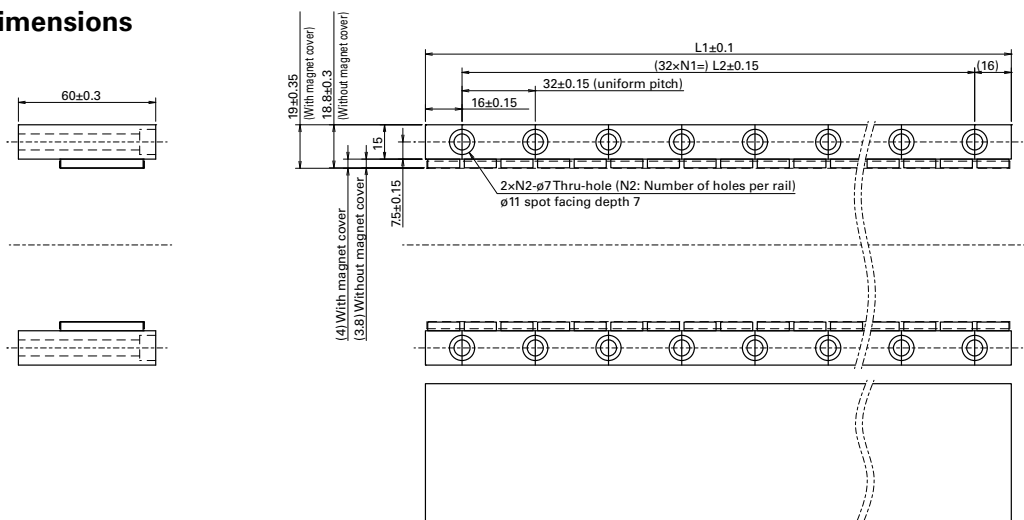 imensions
60±0.3
19±0.35
(With magnet cover)
18.8±0.3
(Without magnet cover)
L1±0.1
(32×N1=) L2±0.15
(16)
32±0.15 (uniform pitch)
16±0.15
15
7.5±0.15
2×N2-ø7 Thru-hole (N2: Number of holes per rail)
ø11 spot facing depth 7
(4) With magnet cover
(3.8) Without magnet cover